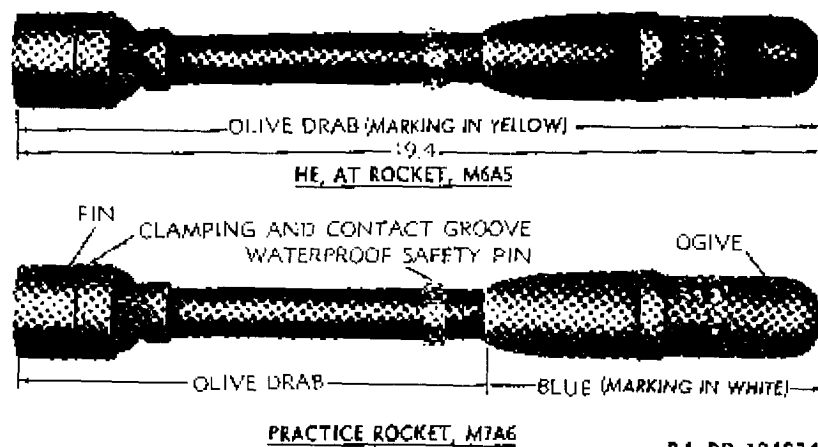 OLIVE DRAB (MARKING IN YELLOW)
19.4
HE, AT ROCKET, M6A5
FIN
CLAMPING AND CONTACT GROOVE
WATERPROOF SAFETY PIN
OGIVE
OLIVE DRAB
BLUE (MARKING IN WHITE)
PRACTICE ROCKET, M7A6